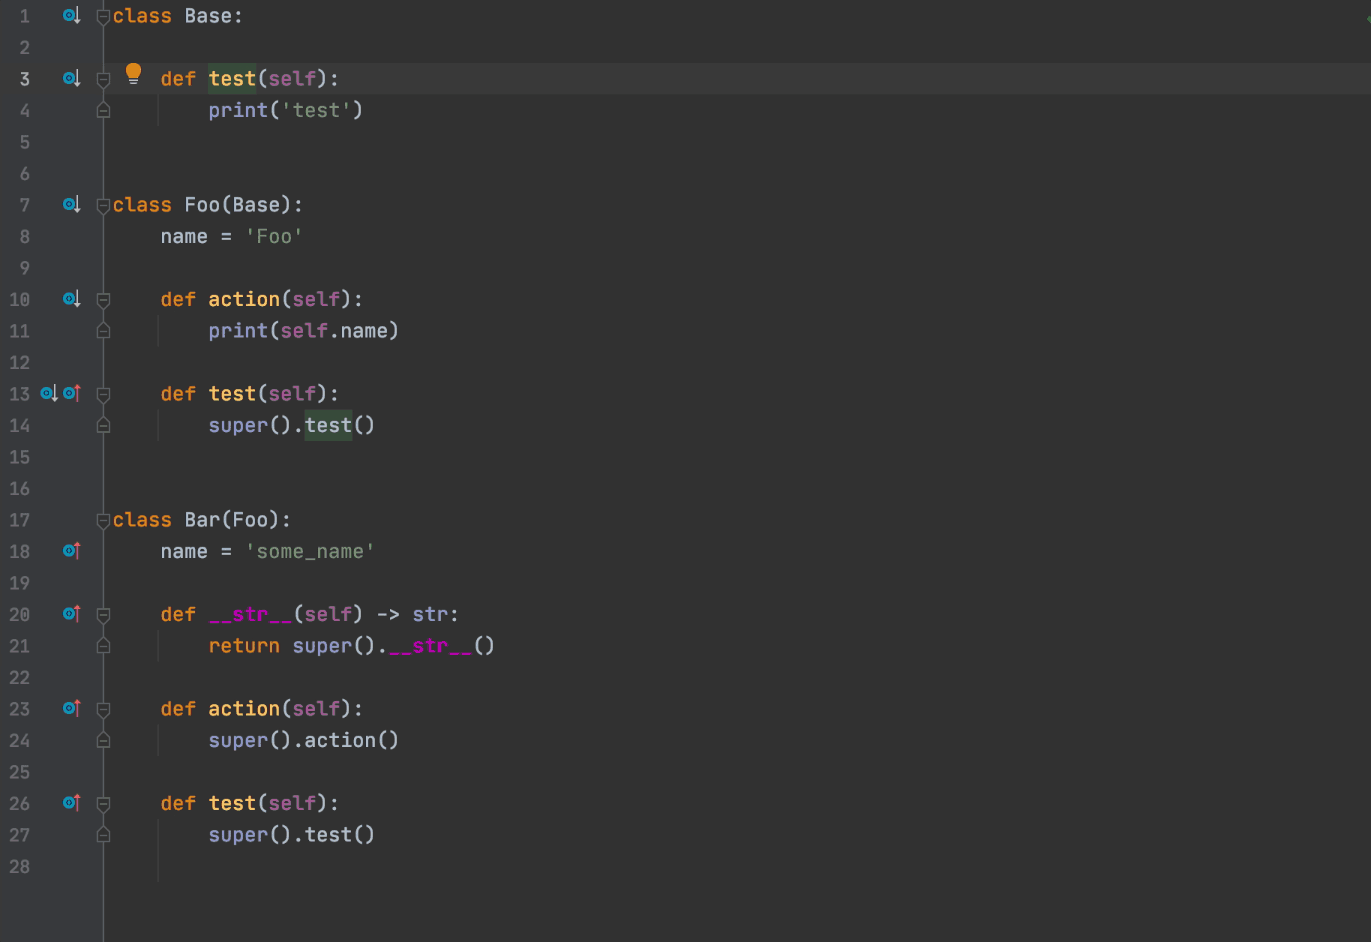 1 class Base:
2
3     def test(self):
4         print('test')
5
6
7 class Foo(Base):
8     name = 'Foo'
9
10     def action(self):
11         print(self.name)
12
13     def test(self):
14         super().test()
15
16
17 class Bar(Foo):
18     name = 'some_name'
19
20     def __str__(self) -> str:
21         return super().__str__()
22
23     def action(self):
24         super().action()
25
26     def test(self):
27         super().test()
28